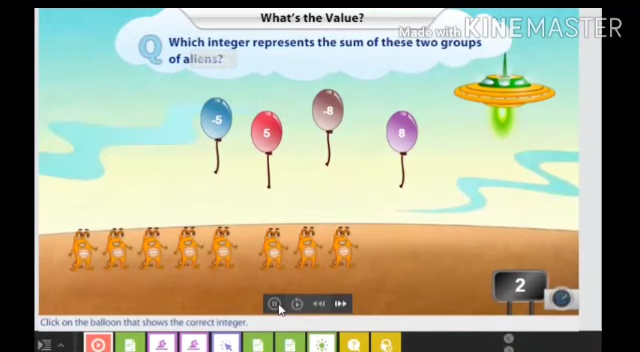 What's the Value?
Made with KINEMASTER
Q Which integer represents the sum of these two groups
of aliens?
-5
5
-8
8
2
Click on the balloon that shows the correct integer.